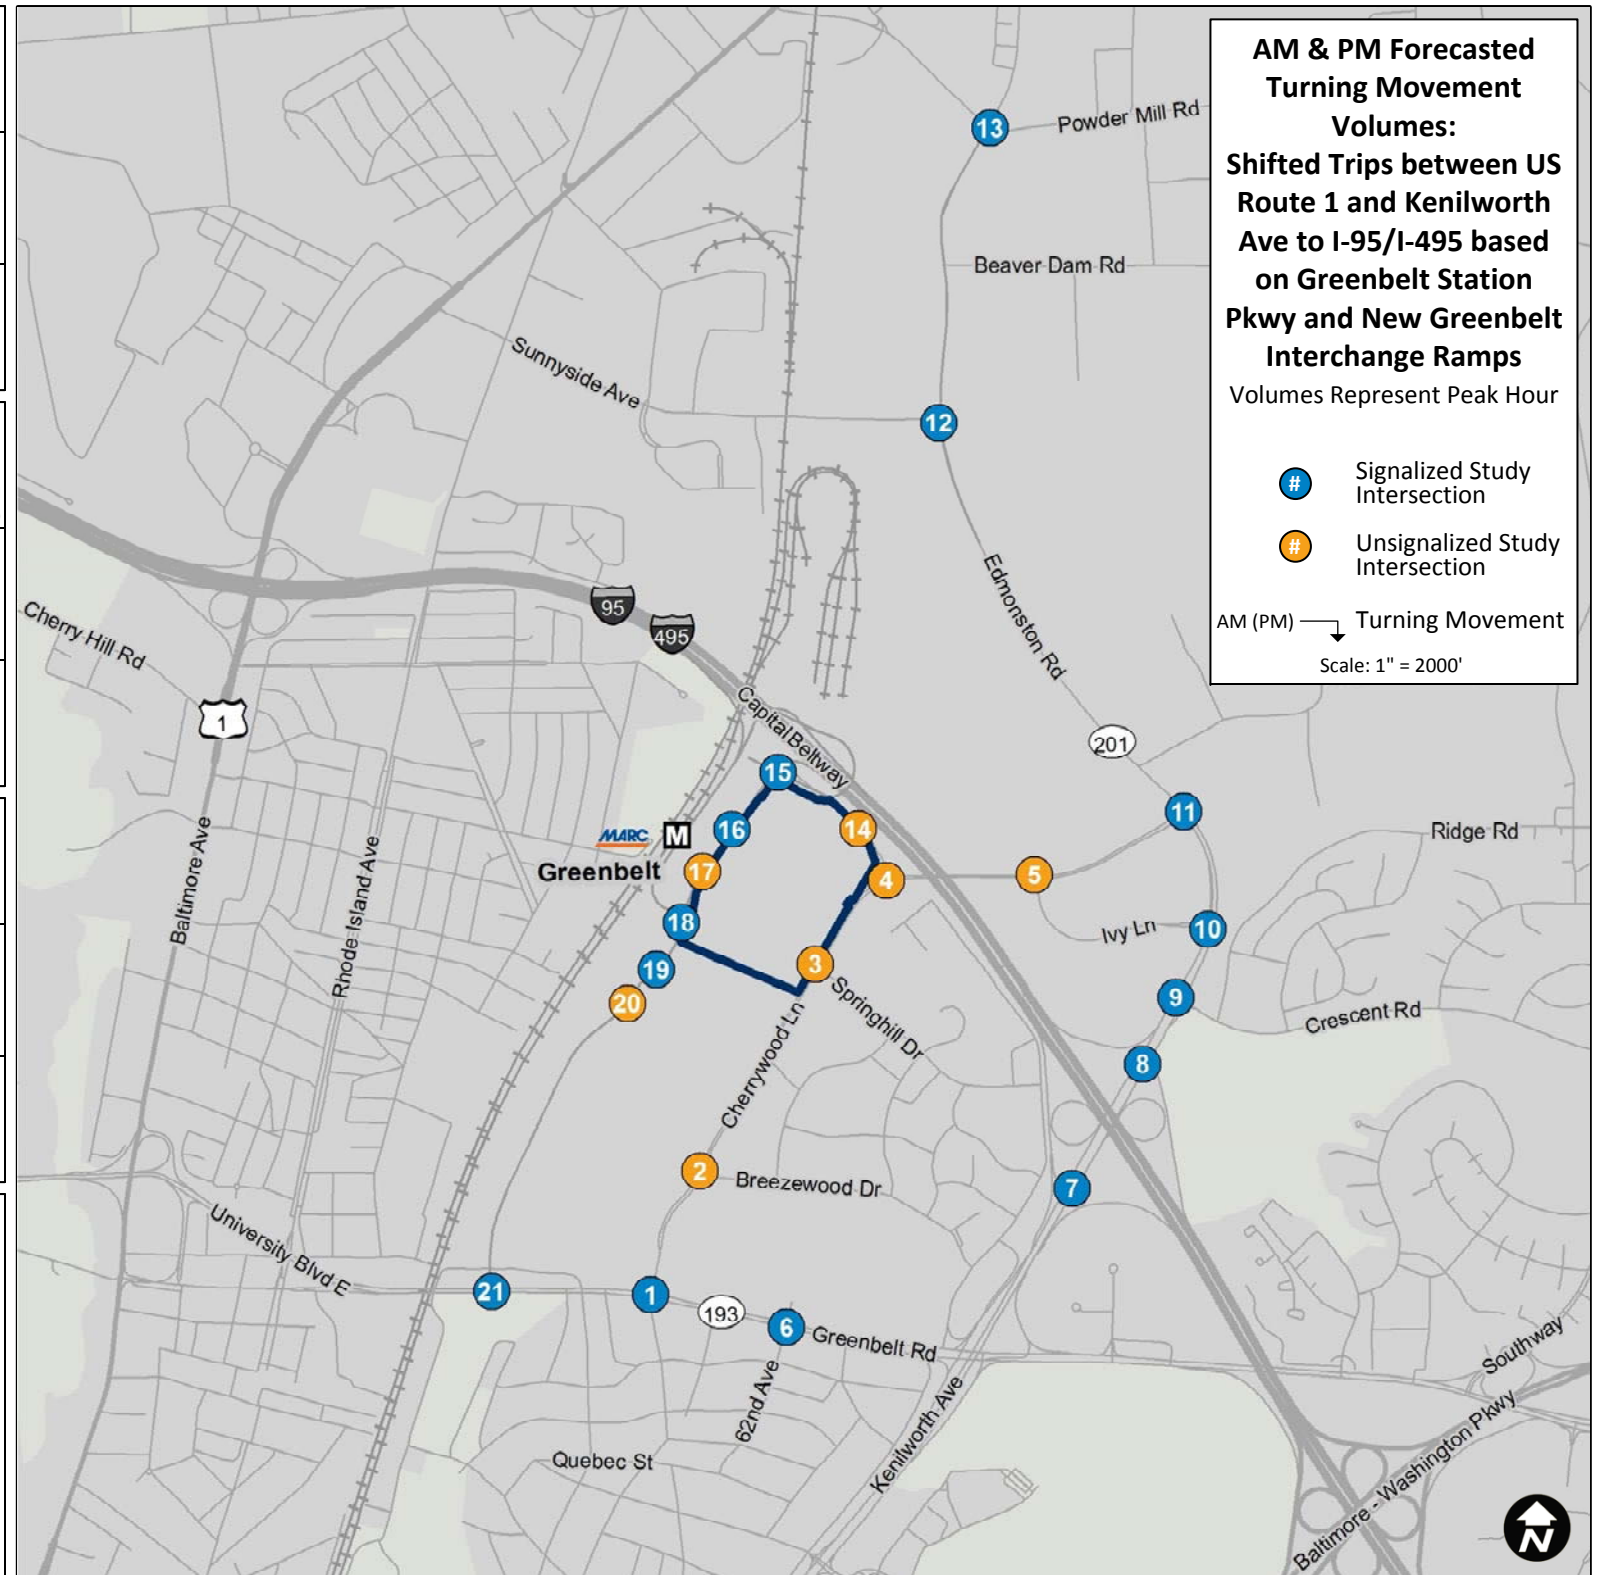 AM & PM Forecasted
Turning Movement
Volumes:
Shifted Trips between US
Route 1 and Kenilworth
Ave to I-95/I-495 based
on Greenbelt Station
Pkwy and New Greenbelt
Interchange Ramps
Volumes Represent Peak Hour
# Signalized Study
Intersection
# Unsignalized Study
Intersection
AM (PM) Turning Movement
Scale: 1" = 2000'
13
Powder Mill Rd
Beaver Dam Rd
Sunnyside Ave
12
Edmonston Rd
95
495
Cherry Hill Rd
1
Capital Beltway
201
15
11
16
14
MARC M
Greenbelt
Ridge Rd
17
4
5
Baltimore Ave
Rhode Island Ave
18
Ivy Ln
10
19
3
20
9
Springhill Dr
Crescent Rd
Cherrywood Ln
8
2
Breezewood Dr
7
University Blvd E
21
1
193
6
Greenbelt Rd
62nd Ave
Kenilworth Ave
Southway
Quebec St
Baltimore - Washington Pkwy
N